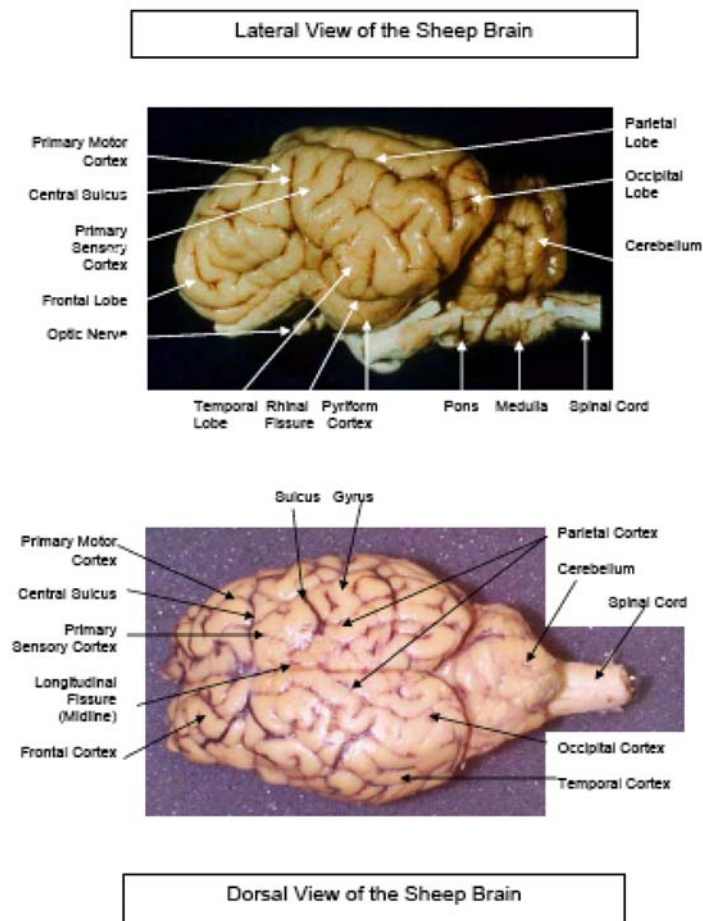 Lateral View of the Sheep Brain
Primary Motor
Cortex
Central Sulcus
Primary
Sensory
Cortex
Frontal Lobe
Optic Nerve
Parietal
Lobe
Occipital
Lobe
Cerebellum
Temporal
Lobe
Rhinal
Fissure
Pyriform
Cortex
Pons
Medulla
Spinal Cord
Sulcus
Gyrus
Primary Motor
Cortex
Central Sulcus
Primary
Sensory Cortex
Longitudinal
Fissure
(Midline)
Frontal Cortex
Parietal Cortex
Cerebellum
Spinal Cord
Occipital Cortex
Temporal Cortex
Dorsal View of the Sheep Brain